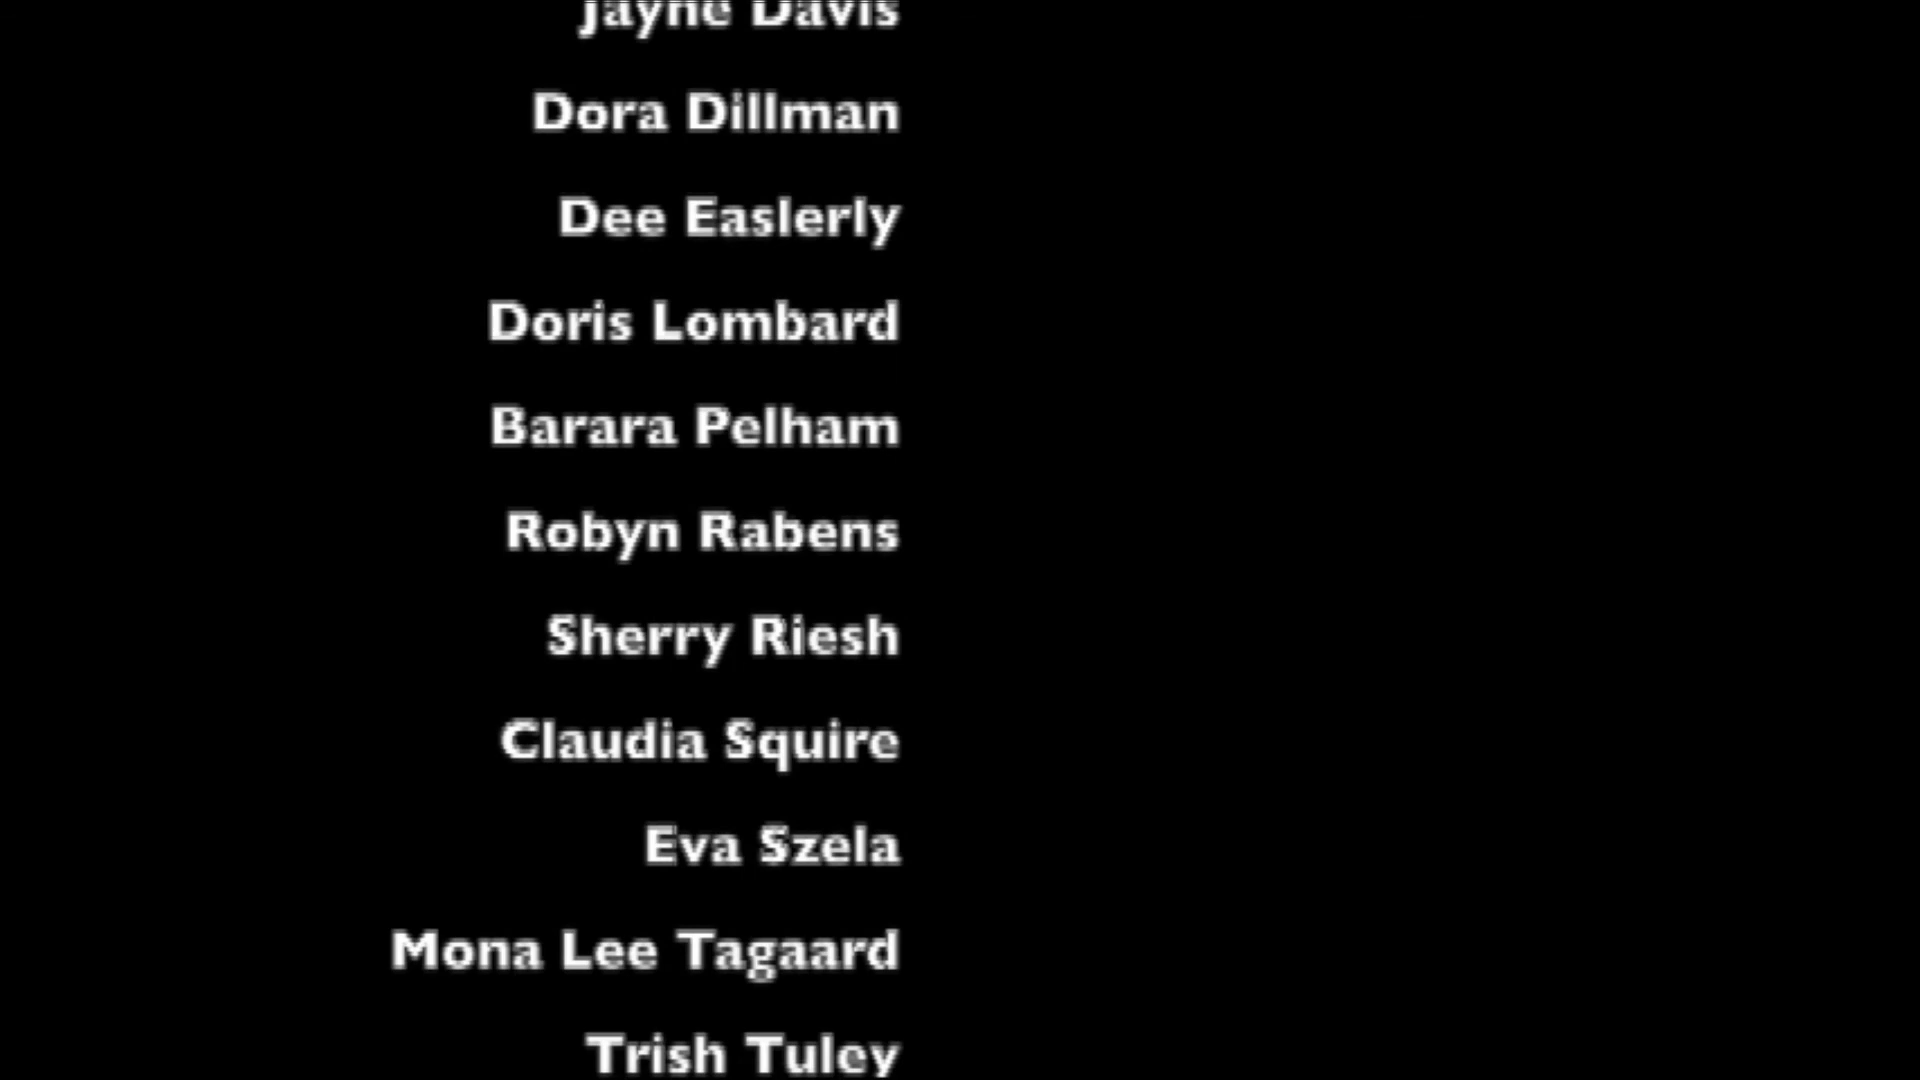 Jayne Davis
Dora Dillman
Dee Easlerly
Doris Lombard
Barara Pelham
Robyn Rabens
Sherry Riesh
Claudia Squire
Eva Szela
Mona Lee Tagaard
Trish Tuley